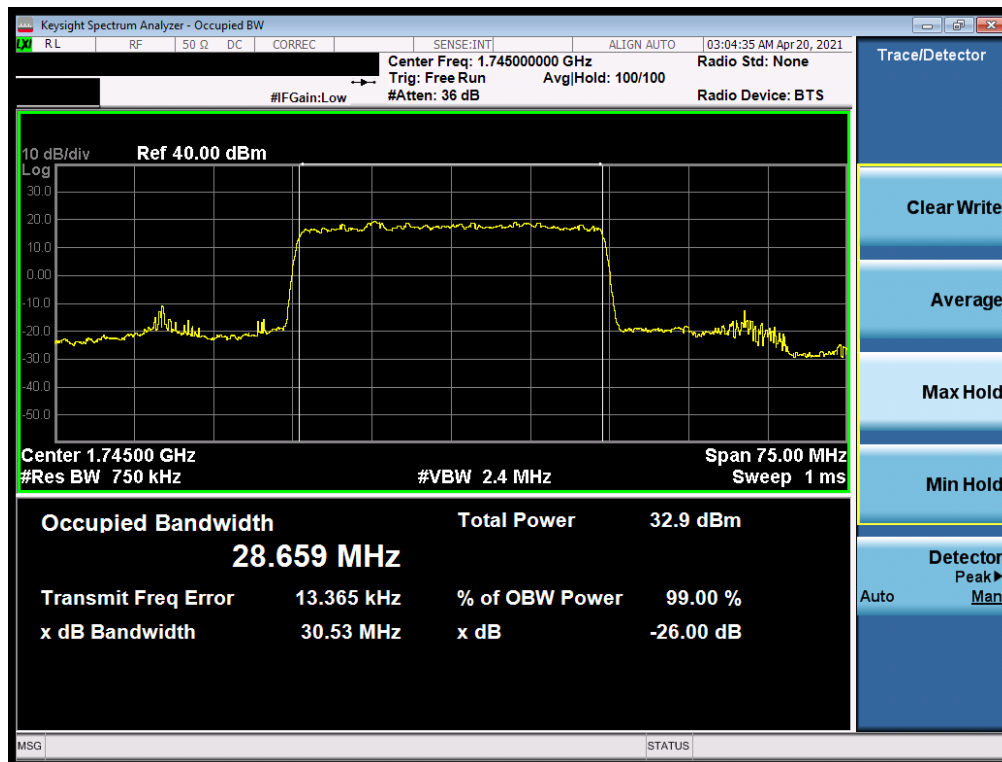 Keysight Spectrum Analyzer - Occupied BW
LXI RL RF 50 Ω DC CORREC SENSE:INT ALIGN AUTO 03:04:35 AM Apr 20, 2021
Center Freq: 1.745000000 GHz Radio Std: None
Trig: Free Run Avg|Hold: 100/100
#IFGain:Low #Atten: 36 dB Radio Device: BTS
10 dB/div Ref 40.00 dBm
Log
30.0
20.0
10.0
0.00
-10.0
-20.0
-30.0
-40.0
-50.0
Center 1.74500 GHz Span 75.00 MHz
#Res BW 750 kHz #VBW 2.4 MHz Sweep 1 ms
Occupied Bandwidth Total Power 32.9 dBm
28.659 MHz
Transmit Freq Error 13.365 kHz % of OBW Power 99.00 %
x dB Bandwidth 30.53 MHz x dB -26.00 dB
MSG STATUS
Trace/Detector
Clear Write
Average
Max Hold
Min Hold
Detector
Peak▶
Auto Man